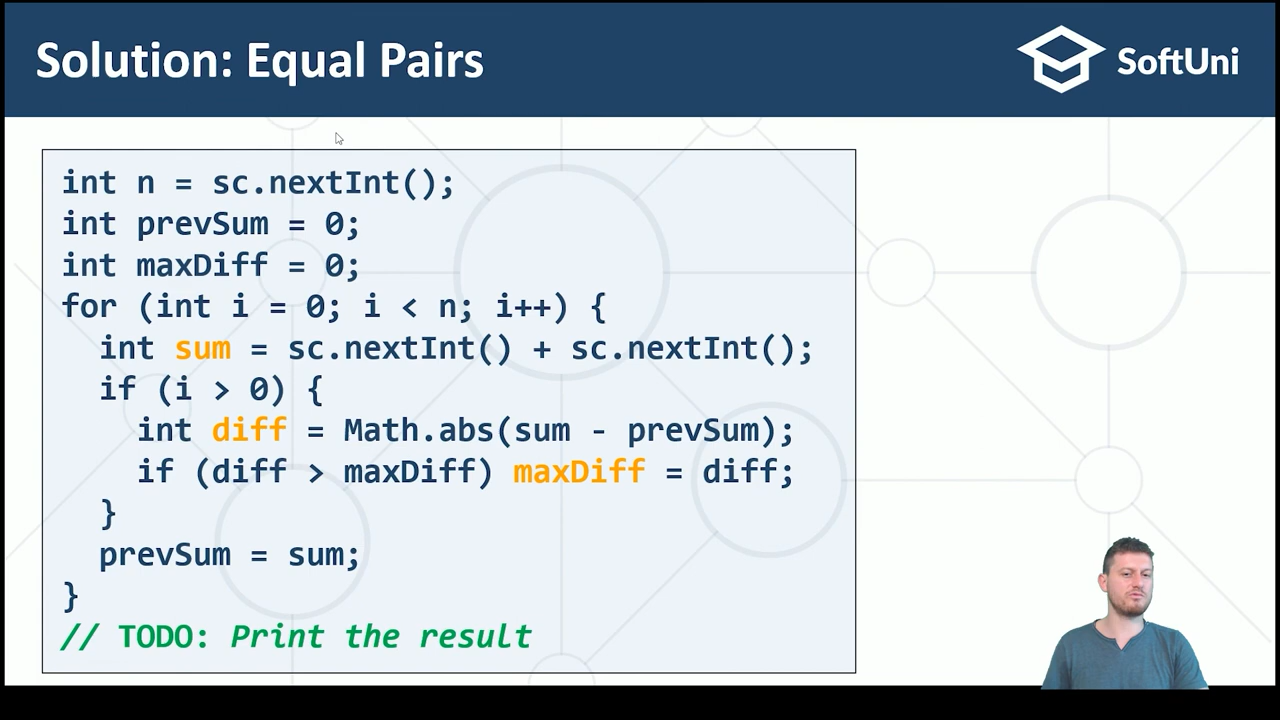 Solution: Equal Pairs
SoftUni
int n = sc.nextInt();
int prevSum = 0;
int maxDiff = 0;
for (int i = 0; i < n; i++) {
  int sum = sc.nextInt() + sc.nextInt();
  if (i > 0) {
    int diff = Math.abs(sum - prevSum);
    if (diff > maxDiff) maxDiff = diff;
  }
  prevSum = sum;
}
// TODO: Print the result